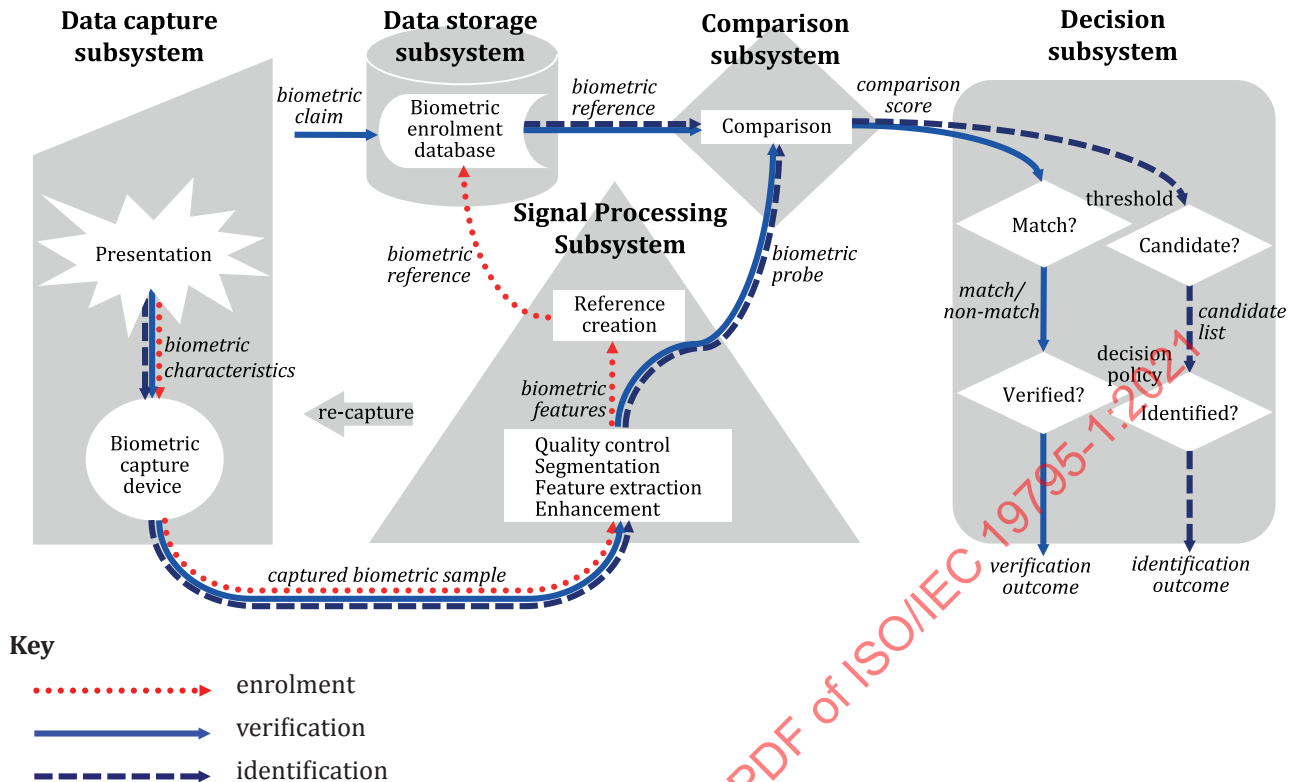 Data capture
subsystem
Data storage
subsystem
Comparison
subsystem
Decision
subsystem
biometric
claim
Biometric
enrolment
database
biometric
reference
Comparison
comparison
score
Presentation
biometric
characteristics
Biometric
capture
device
re-capture
captured biometric sample
Signal Processing
Subsystem
biometric
reference
Reference
creation
biometric
features
Quality control
Segmentation
Feature extraction
Enhancement
biometric
probe
threshold
Match?
Candidate?
match/
non-match
candidate
list
decision
policy
Verified?
Identified?
verification
outcome
identification
outcome
Key
enrolment
verification
identification
PDF of ISO/IEC 19795-1:2021